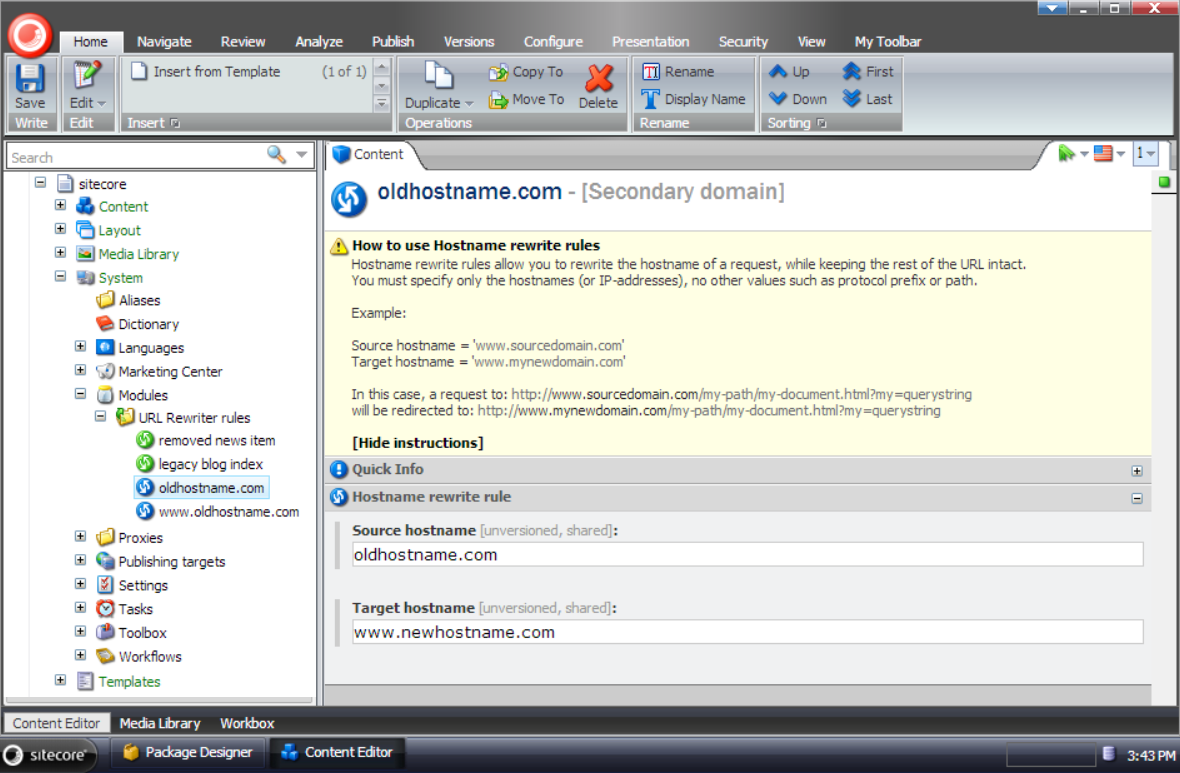 Home Navigate Review Analyze Publish Versions Configure Presentation Security View My Toolbar
Save
Write
Edit
Edit
Insert from Template (1 of 1)
Insert
Duplicate
Copy To
Move To
Delete
Operations
Rename
Display Name
Rename
Up First
Down Last
Sorting
Search
sitecore
Content
Layout
Media Library
System
Aliases
Dictionary
Languages
Marketing Center
Modules
URL Rewriter rules
removed news item
legacy blog index
oldhostname.com
www.oldhostname.com
Proxies
Publishing targets
Settings
Tasks
Toolbox
Workflows
Templates
Content
1
oldhostname.com - [Secondary domain]
How to use Hostname rewrite rules
Hostname rewrite rules allow you to rewrite the hostname of a request, while keeping the rest of the URL intact.
You must specify only the hostnames (or IP-addresses), no other values such as protocol prefix or path.
Example:
Source hostname = 'www.sourcedomain.com'
Target hostname = 'www.mynewdomain.com'
In this case, a request to: http://www.sourcedomain.com/my-path/my-document.html?my=querystring
will be redirected to: http://www.mynewdomain.com/my-path/my-document.html?my=querystring
[Hide instructions]
Quick Info
Hostname rewrite rule
Source hostname [unversioned, shared]:
oldhostname.com
Target hostname [unversioned, shared]:
www.newhostname.com
Content Editor Media Library Workbox
sitecore Package Designer Content Editor 3:43 PM